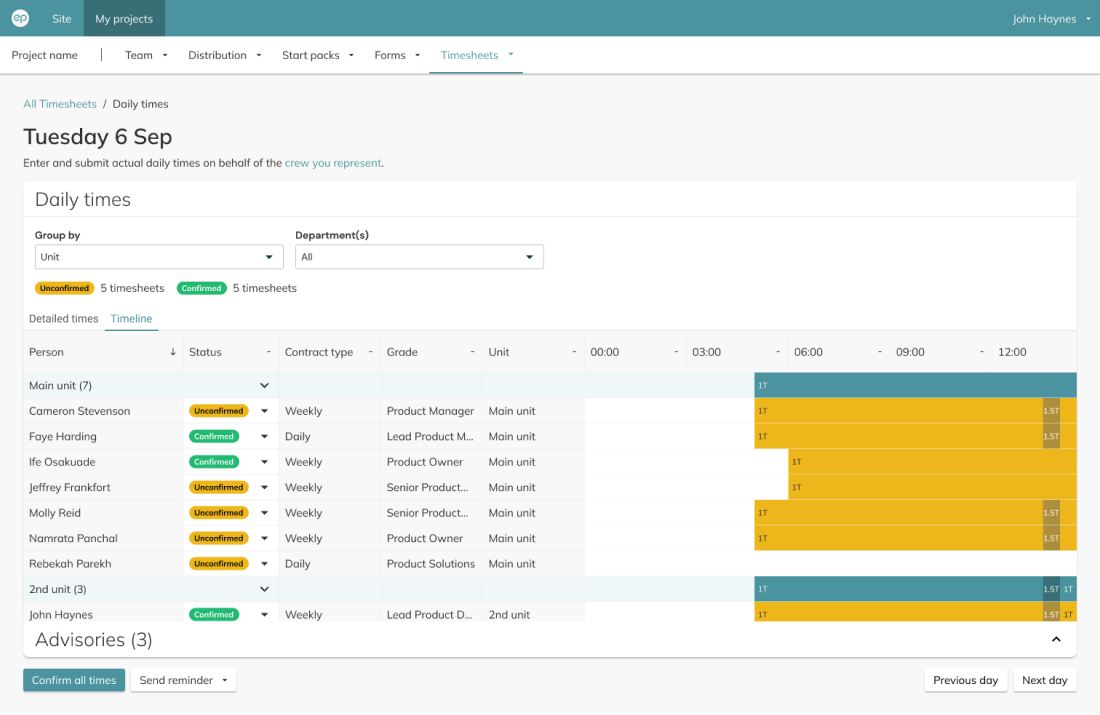 ep Site My projects John Haynes
Project name Team Distribution Start packs Forms Timesheets
All Timesheets / Daily times
Tuesday 6 Sep
Enter and submit actual daily times on behalf of the crew you represent.
Daily times
Group by Department(s)
Unit All
Unconfirmed 5 timesheets Confirmed 5 timesheets
Detailed times Timeline
Person Status - Contract type - Grade - Unit - 00:00 - 03:00 - 06:00 - 09:00 - 12:00
Main unit (7) 1T
Cameron Stevenson Unconfirmed Weekly Product Manager Main unit 1T 1.5T
Faye Harding Confirmed Daily Lead Product M... Main unit 1T 1.5T
Ife Osakuade Confirmed Weekly Product Owner Main unit 1T
Jeffrey Frankfort Unconfirmed Weekly Senior Product... Main unit 1T
Molly Reid Unconfirmed Weekly Senior Product... Main unit 1T 1.5T
Namrata Panchal Unconfirmed Weekly Product Owner Main unit 1T 1.5T
Rebekah Parekh Unconfirmed Daily Product Solutions Main unit
2nd unit (3) 1T 1.5T 1T
John Haynes Confirmed Weekly Lead Product D... 2nd unit 1T 1.5T 1T
Advisories (3)
Confirm all times Send reminder Previous day Next day